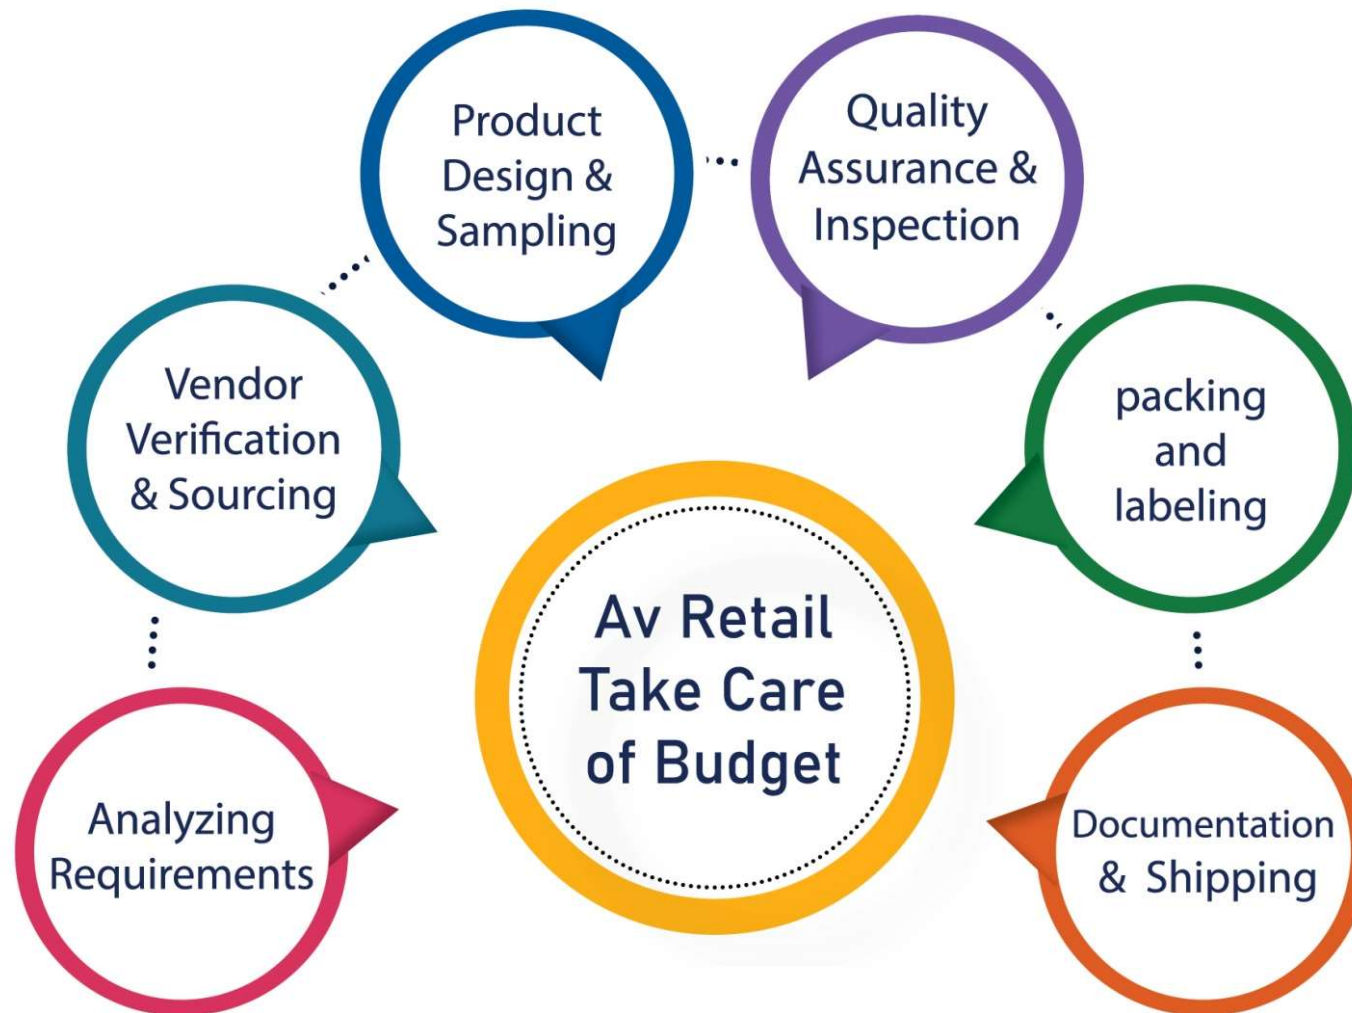 Product
Design &
Sampling
Quality
Assurance &
Inspection
Vendor
Verification
& Sourcing
packing
and
labeling
Av Retail
Take Care
of Budget
Analyzing
Requirements
Documentation
& Shipping